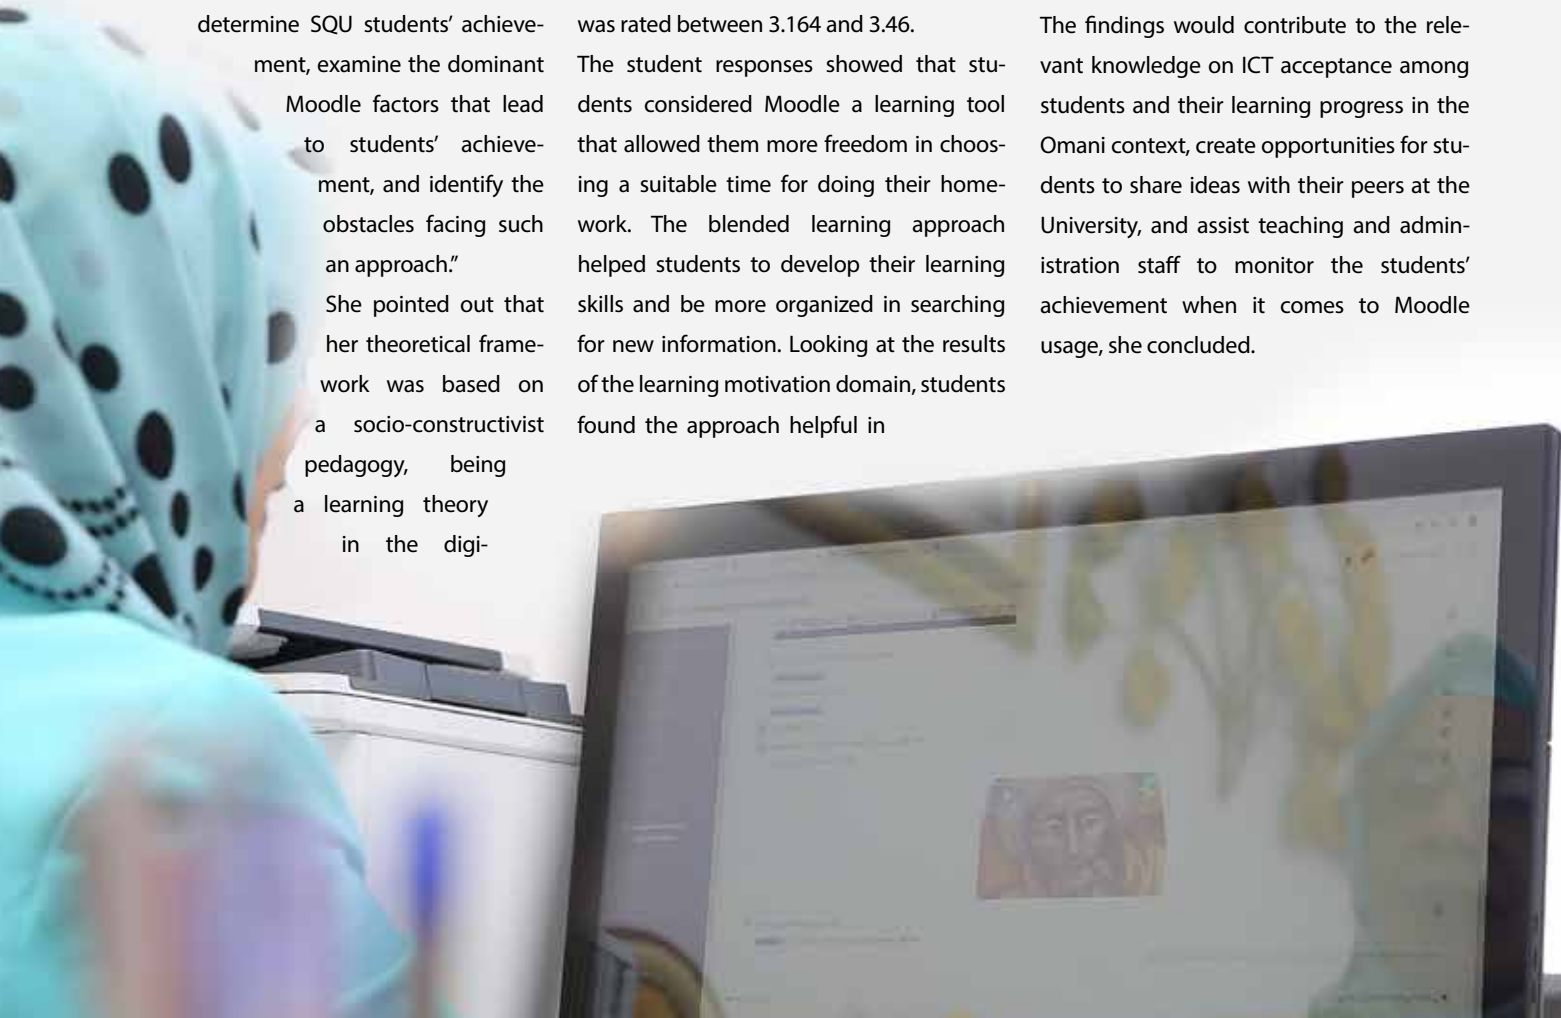 determine SQU students’ achieve-
ment, examine the dominant
Moodle factors that lead
to students’ achieve-
ment, and identify the
obstacles facing such
an approach.”
She pointed out that
her theoretical frame-
work was based on
a socio-constructivist
pedagogy, being
a learning theory
in the digi-
was rated between 3.164 and 3.46.
The student responses showed that stu-
dents considered Moodle a learning tool
that allowed them more freedom in choos-
ing a suitable time for doing their home-
work. The blended learning approach
helped students to develop their learning
skills and be more organized in searching
for new information. Looking at the results
of the learning motivation domain, students
found the approach helpful in
The findings would contribute to the rele-
vant knowledge on ICT acceptance among
students and their learning progress in the
Omani context, create opportunities for stu-
dents to share ideas with their peers at the
University, and assist teaching and admin-
istration staff to monitor the students’
achievement when it comes to Moodle
usage, she concluded.